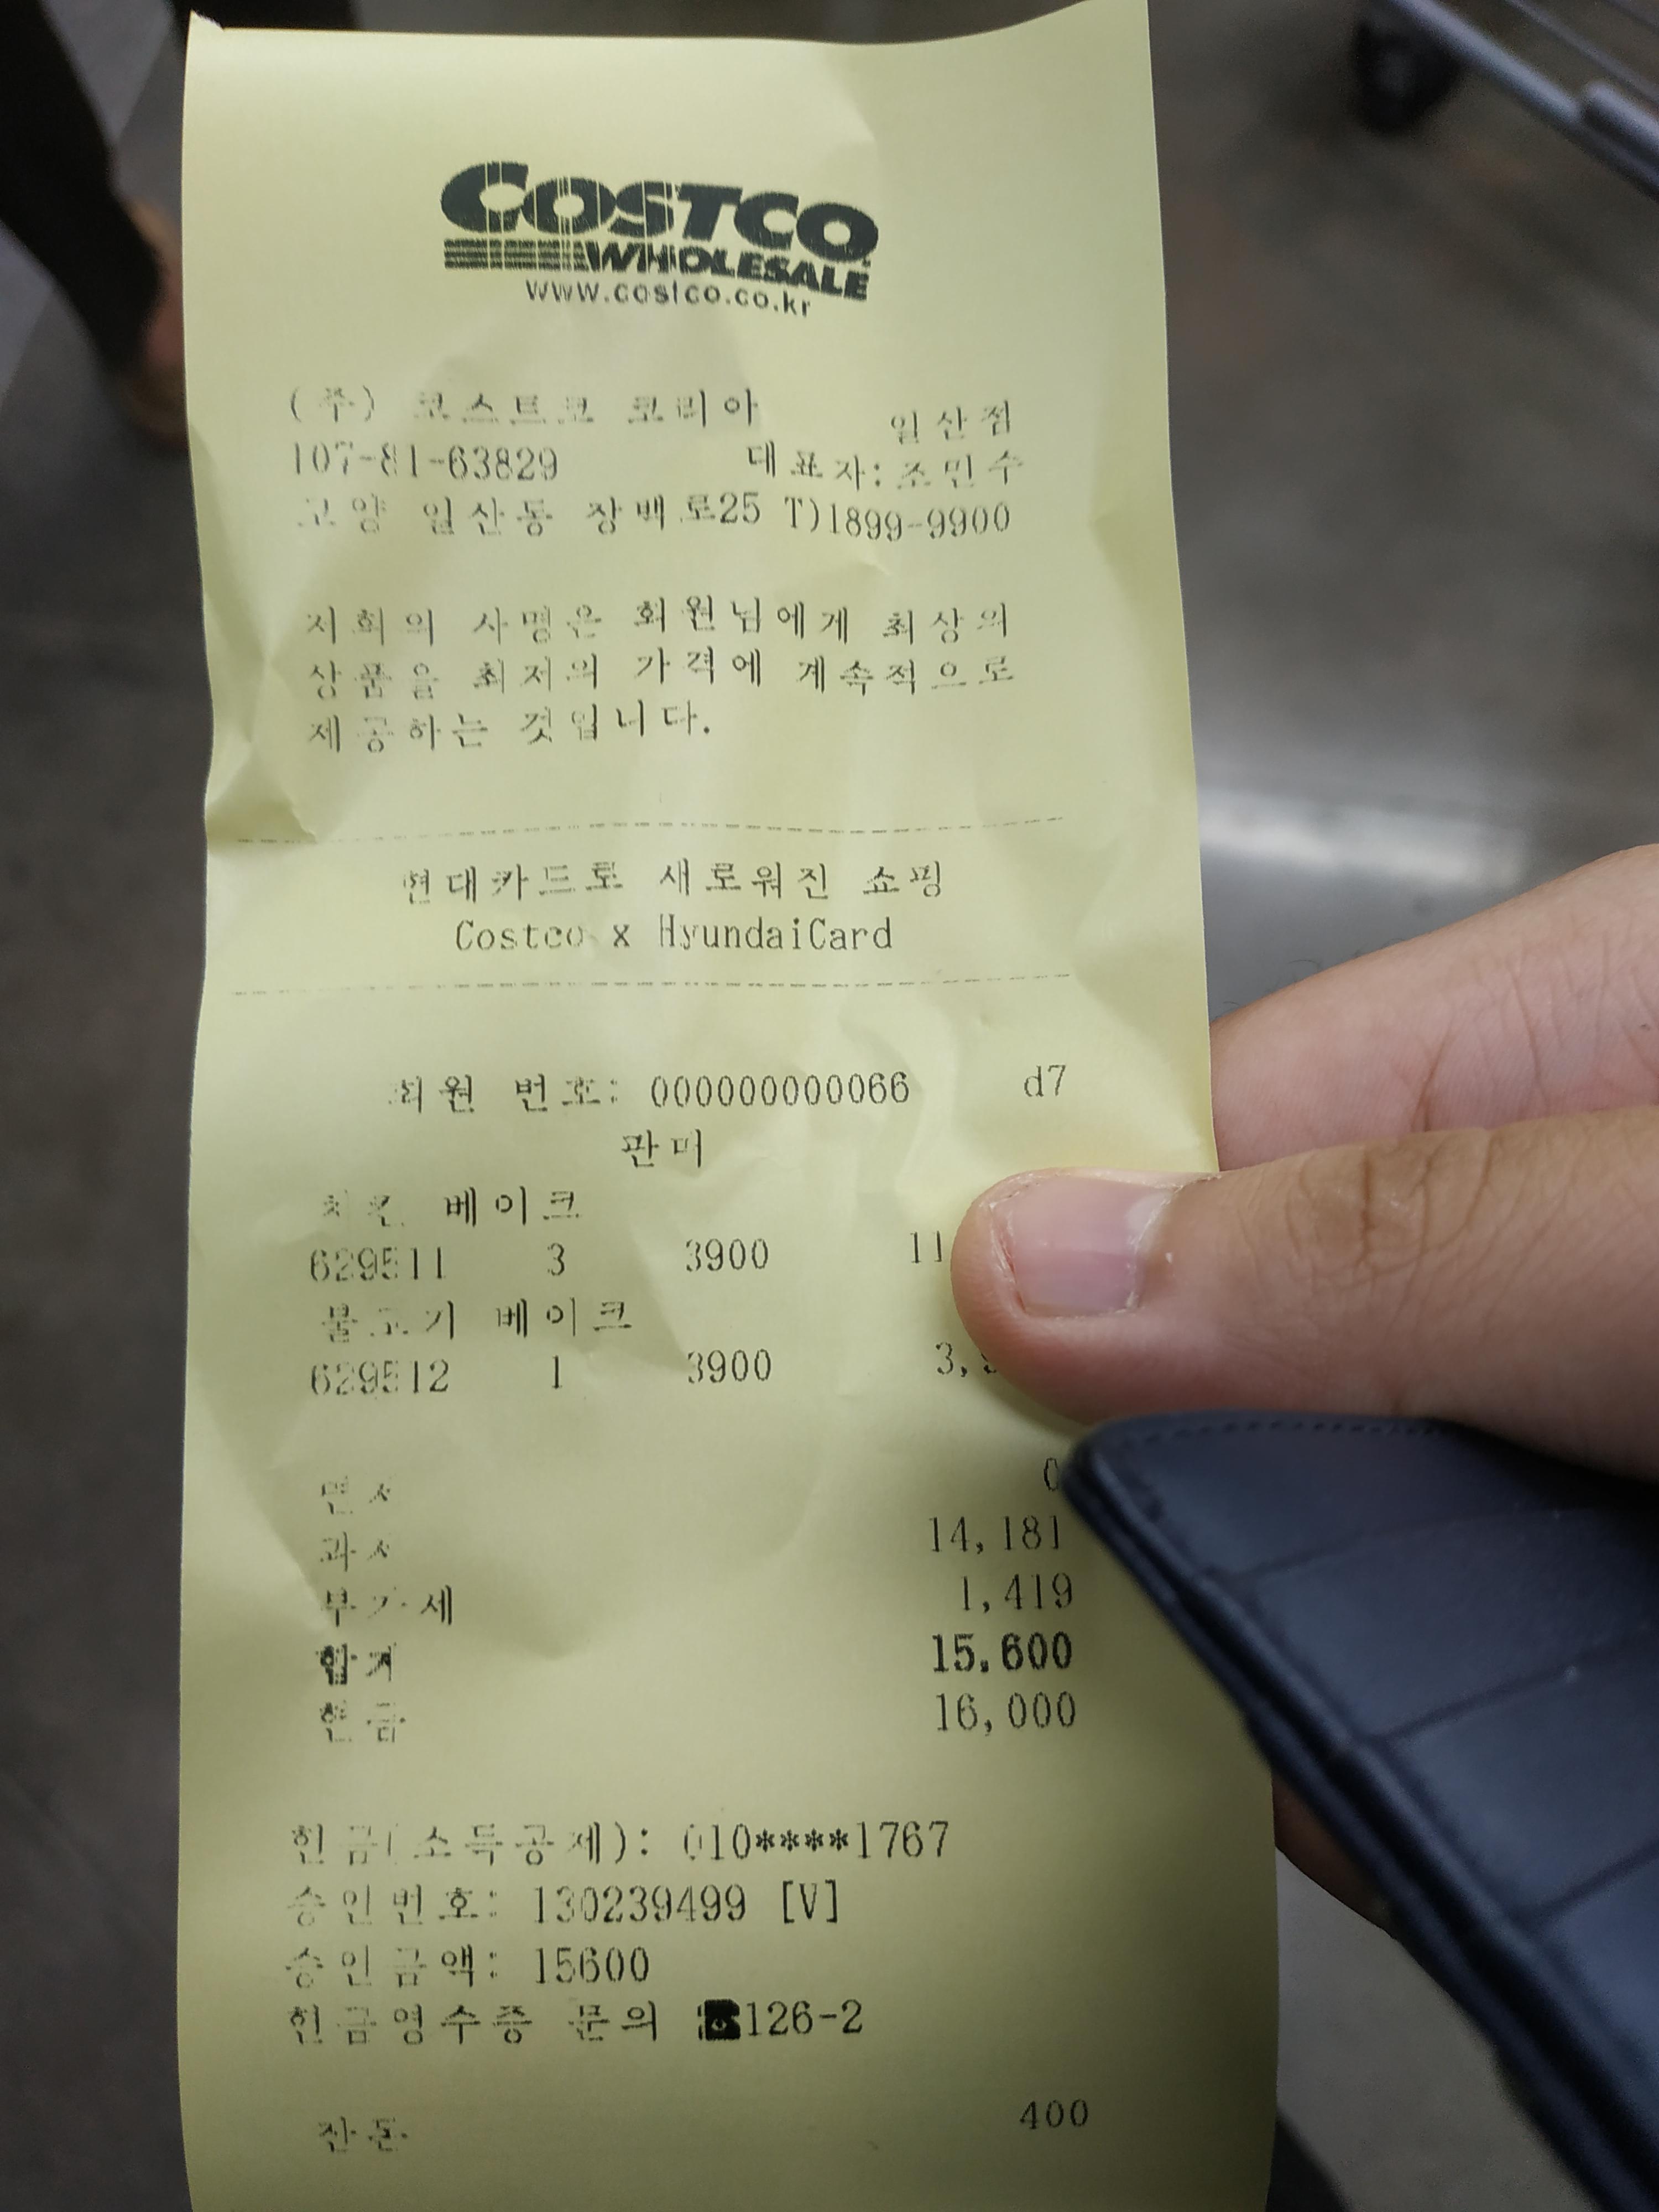 COSTCO
WHOLESALE
www.costco.co.kr
(주) 코스트코 코리아 일산점
107-81-63829 대표자: 조민수
고양 일산동 장백로25 T)1899-9900
저희의 사명은 회원님에게 최상의
상품을 최저의 가격에 계속적으로
제공하는 것입니다.
현대카드로 새로워진 쇼핑
Costco x HyundaiCard
회원 번호: 000000000066 d7
판매
치킨 베이크
629511 3 3900 11
불고기 베이크
629512 1 3900 3,9
면세 0
과세 14,181
부가세 1,419
합계 15.600
현금 16,000
현금(소득공제): 010****1767
승인번호: 130239499 [V]
승인금액: 15600
현금영수증 문의 ☎126-2
잔돈 400